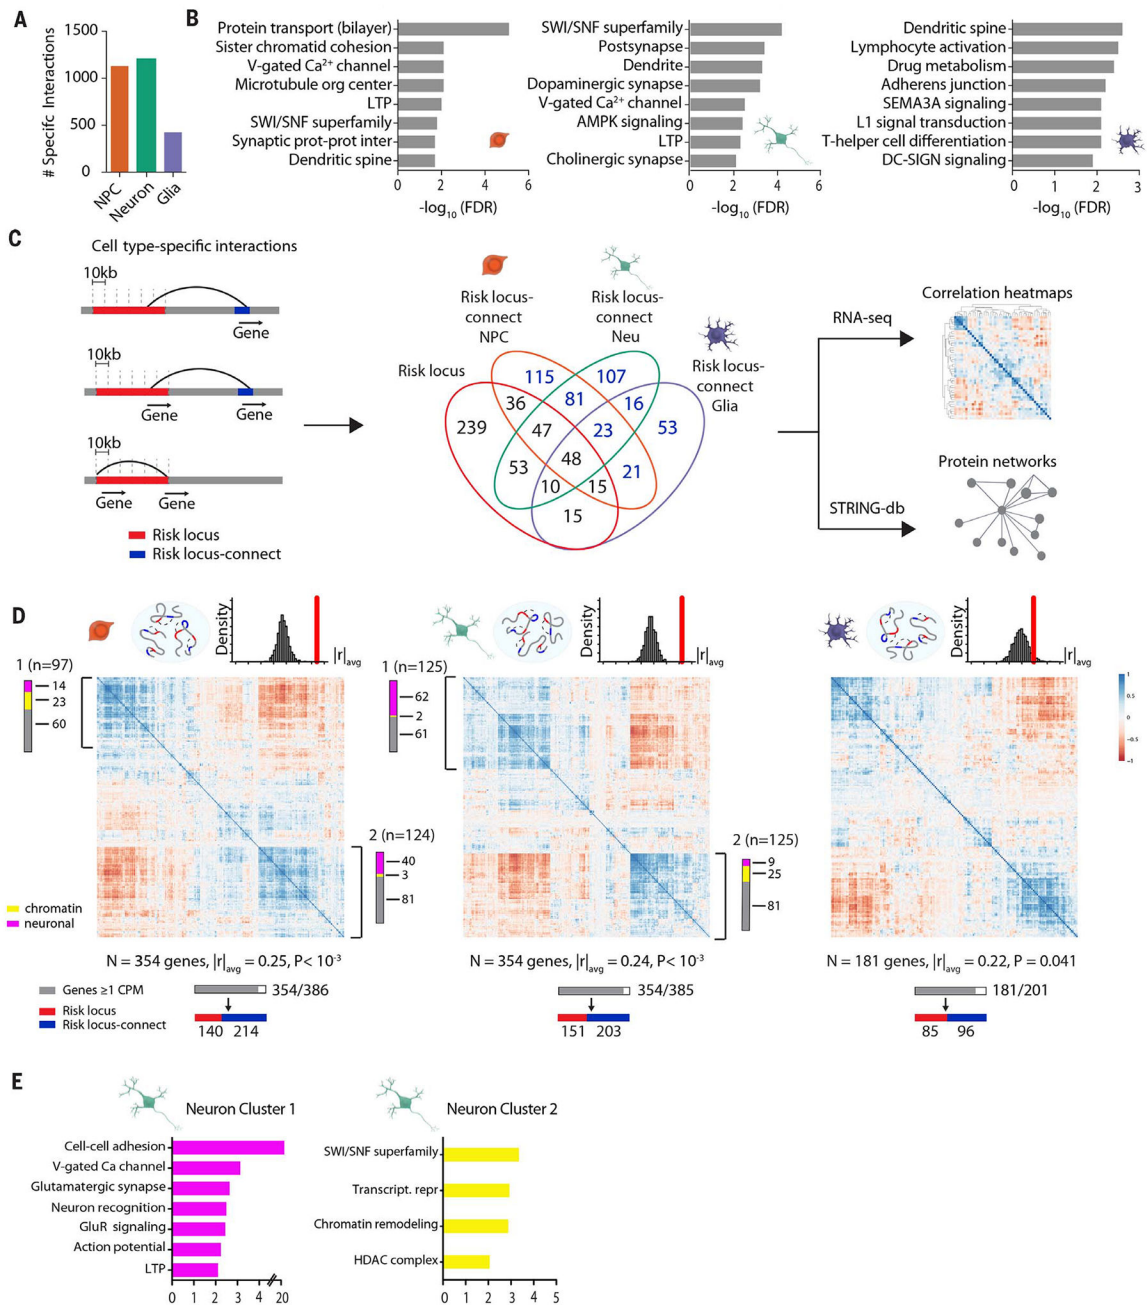 A
# Specifc Interactions
1500
1000
500
0
NPC
Neuron
Glia
B
Protein transport (bilayer)
Sister chromatid cohesion
V-gated Ca²⁺ channel
Microtubule org center
LTP
SWI/SNF superfamily
Synaptic prot-prot inter
Dendritic spine
0 2 4 6
-log₁₀ (FDR)
SWI/SNF superfamily
Postsynapse
Dendrite
Dopaminergic synapse
V-gated Ca²⁺ channel
AMPK signaling
LTP
Cholinergic synapse
0 2 4 6
-log₁₀ (FDR)
Dendritic spine
Lymphocyte activation
Drug metabolism
Adherens junction
SEMA3A signaling
L1 signal transduction
T-helper cell differentiation
DC-SIGN signaling
0 1 2 3
-log₁₀ (FDR)
C
Cell type-specific interactions
10kb
Gene
10kb
Gene Gene
10kb
Gene Gene
Risk locus
Risk locus-connect
Risk locus
Risk locus-
connect
NPC
Risk locus-
connect
Neu
Risk locus-
connect
Glia
115 107
36 81 16
239 47 23 53
48
53 21
10 15
15
RNA-seq
Correlation heatmaps
STRING-db
Protein networks
D
Density
|r|avg
1 (n=97)
14
23
60
2 (n=124)
40
3
81
chromatin
neuronal
N = 354 genes, |r|avg = 0.25, P< 10⁻³
Genes ≥1 CPM
354/386
Risk locus
Risk locus-connect
140 214
Density
|r|avg
1 (n=125)
62
2
61
2 (n=125)
9
25
81
N = 354 genes, |r|avg = 0.24, P< 10⁻³
354/385
151 203
Density
|r|avg
1
0.5
0
-0.5
-1
N = 181 genes, |r|avg = 0.22, P = 0.041
181/201
85 96
E
Neuron Cluster 1
Cell-cell adhesion
V-gated Ca channel
Glutamatergic synapse
Neuron recognition
GluR signaling
Action potential
LTP
0 1 2 3 4 20
Neuron Cluster 2
SWI/SNF superfamily
Transcript. repr
Chromatin remodeling
HDAC complex
0 1 2 3 4 5